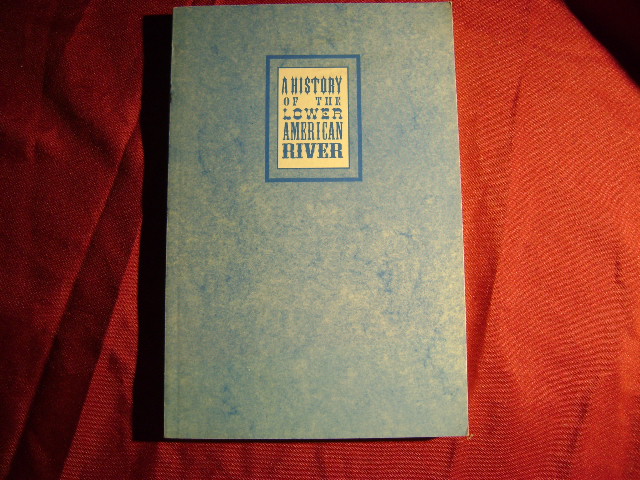 A HISTORY
OF THE
LOWER
AMERICAN
RIVER